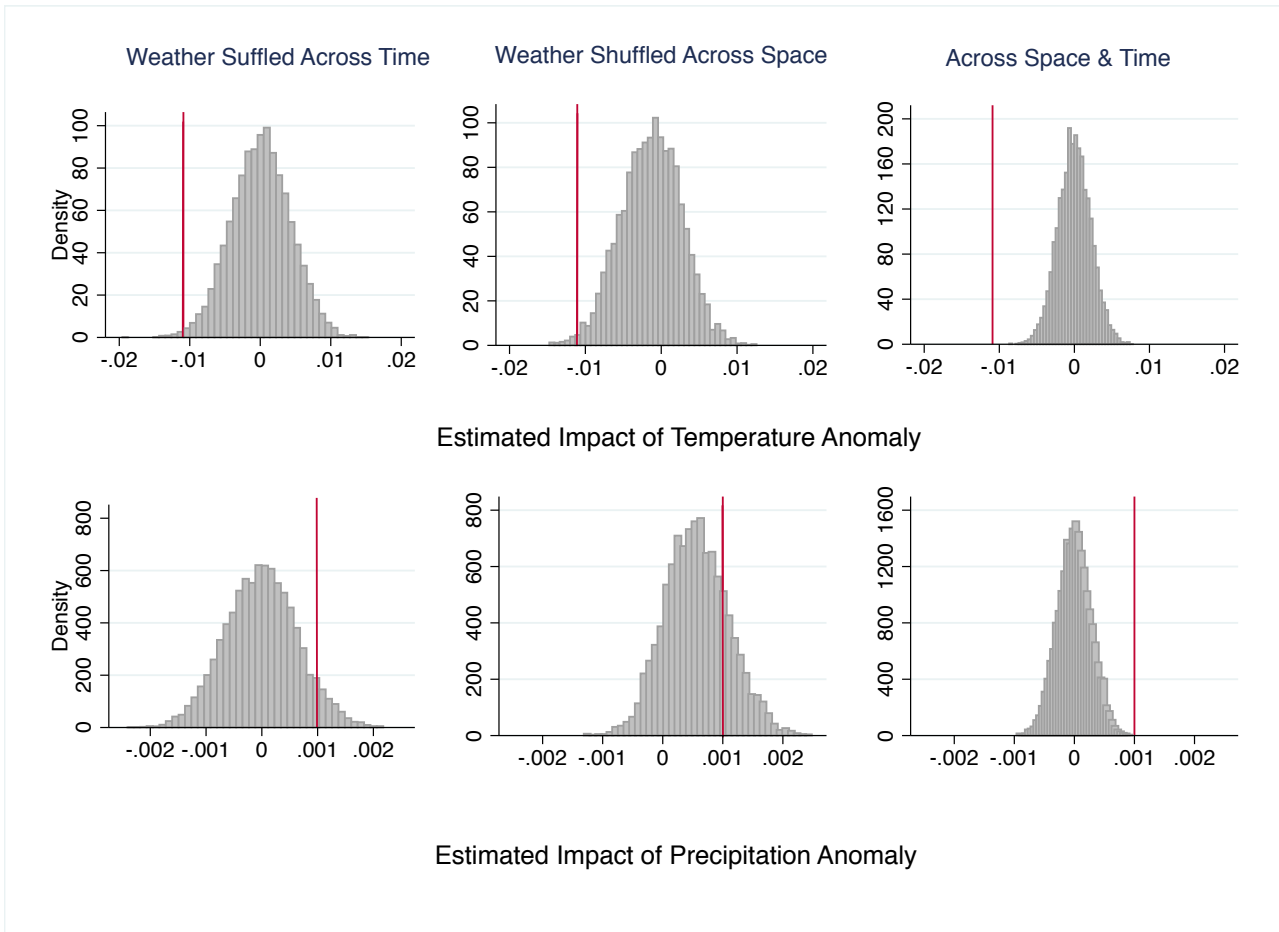 Weather Suffled Across Time
Weather Shuffled Across Space
Across Space & Time
Density
0 20 40 60 80 100
-.02 -.01 0 .01 .02
0 20 40 60 80 100
-.02 -.01 0 .01 .02
0 40 80 120 160 200
-.02 -.01 0 .01 .02
Estimated Impact of Temperature Anomaly
Density
0 200 400 600 800
-.002 -.001 0 .001 .002
0 200 400 600 800
-.002 -.001 0 .001 .002
0 400 800 1200 1600
-.002 -.001 0 .001 .002
Estimated Impact of Precipitation Anomaly